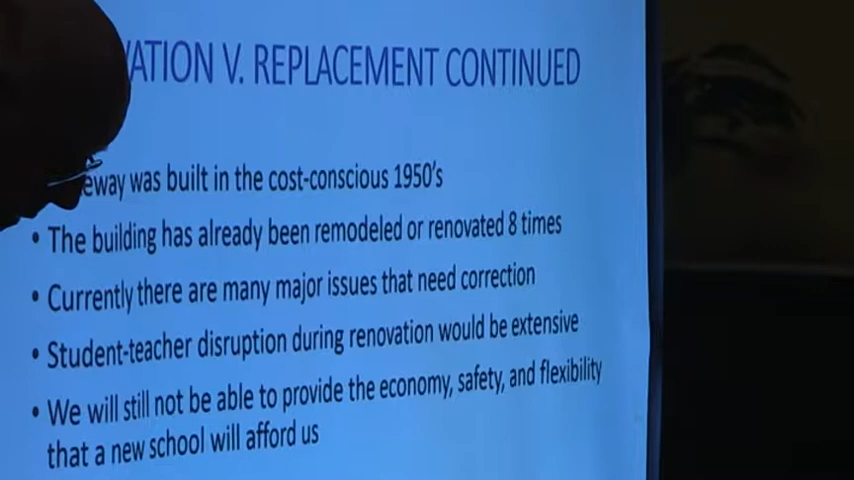 VATION V. REPLACEMENT CONTINUED
eway was built in the cost-conscious 1950's
• The building has already been remodeled or renovated 8 times
• Currently there are many major issues that need correction
• Student-teacher disruption during renovation would be extensive
• We will still not be able to provide the economy, safety, and flexibility
that a new school will afford us